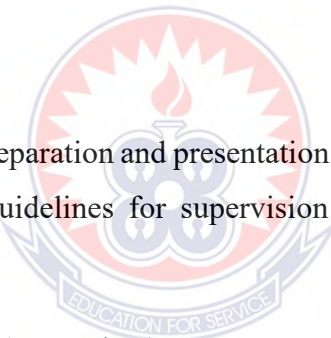 eparation and presentation
uidelines for supervision
EDUCATION FOR SERVICE